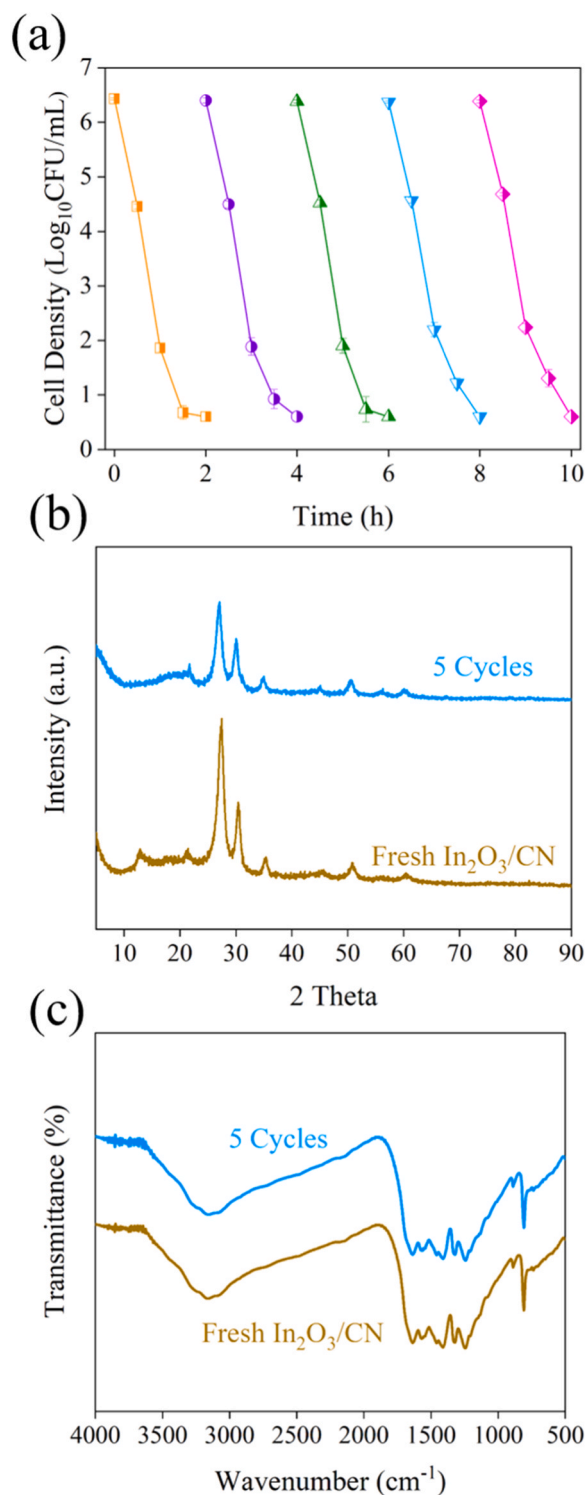 (a)
7
6
5
4
3
2
1
0
Cell Density (Log₁₀CFU/mL)
0 2 4 6 8 10
Time (h)
(b)
Intensity (a.u.)
5 Cycles
Fresh In₂O₃/CN
10 20 30 40 50 60 70 80 90
2 Theta
(c)
Transmittance (%)
5 Cycles
Fresh In₂O₃/CN
4000 3500 3000 2500 2000 1500 1000 500
Wavenumber (cm⁻¹)